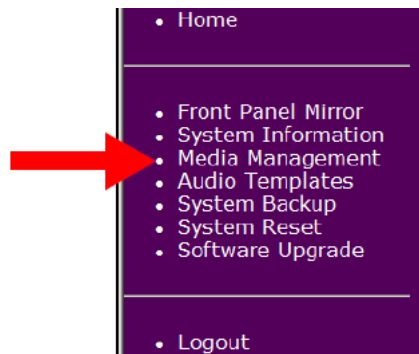 Home
Front Panel Mirror
System Information
Media Management
Audio Templates
System Backup
System Reset
Software Upgrade
Logout